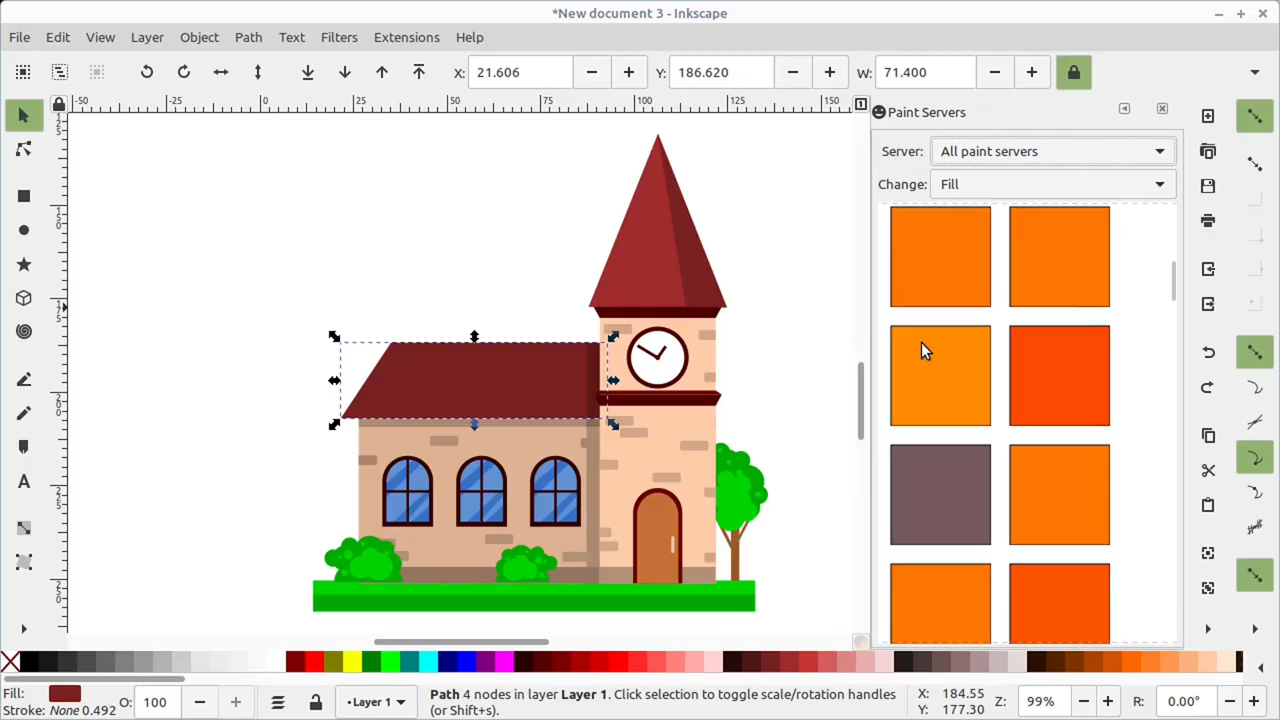 *New document 3 - Inkscape
File Edit View Layer Object Path Text Filters Extensions Help
X: 21.606 Y: 186.620 W: 71.400
-50 -25 0 25 50 75 100 125 150
Paint Servers
Server: All paint servers
Change: Fill
A
Fill:
Stroke: None 0.492
O: 100
•Layer 1
Path 4 nodes in layer Layer 1. Click selection to toggle scale/rotation handles
(or Shift+s).
X: 184.55
Y: 177.30
Z: 99%
R: 0.00°